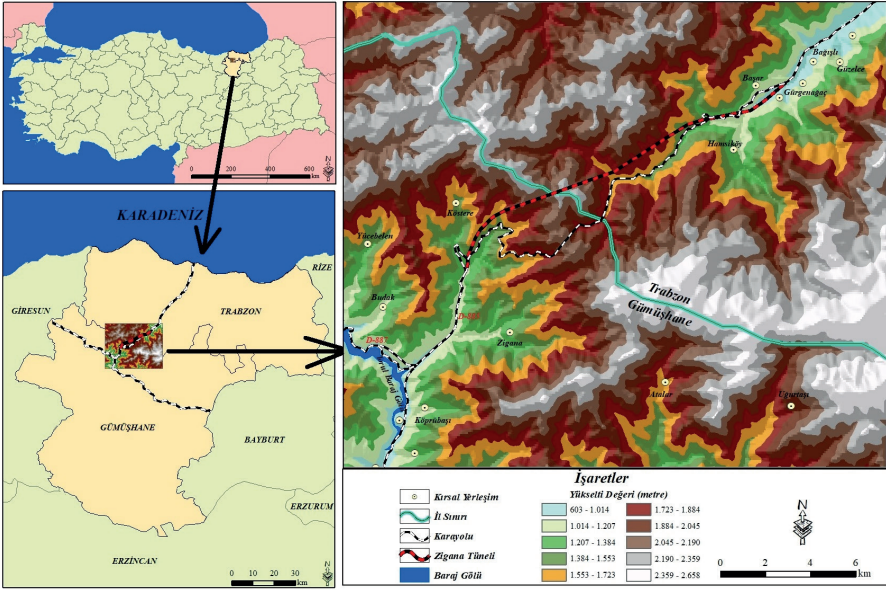 0 200 400 600
km
KARADENİZ
RİZE
GİRESUN
TRABZON
GÜMÜŞHANE
BAYBURT
ERZURUM
ERZİNCAN
0 10 20 30
km
Bağışlı
Güzelce
Başar
Gürgenağaç
Hamsiköy
Köstere
Yücebelen
Trabzon
Gümüşhane
Budak
Zigana
Atalar
Uğurtaşı
Köprübaşı
İşaretler
Kırsal Yerleşim
İl Sınırı
Karayolu
Zigana Tüneli
Baraj Gölü
Yükselti Değeri (metre)
603 - 1.014
1.014 - 1.207
1.207 - 1.384
1.384 - 1.553
1.553 - 1.723
1.723 - 1.884
1.884 - 2.045
2.045 - 2.190
2.190 - 2.359
2.359 - 2.658
0 2 4 6
km